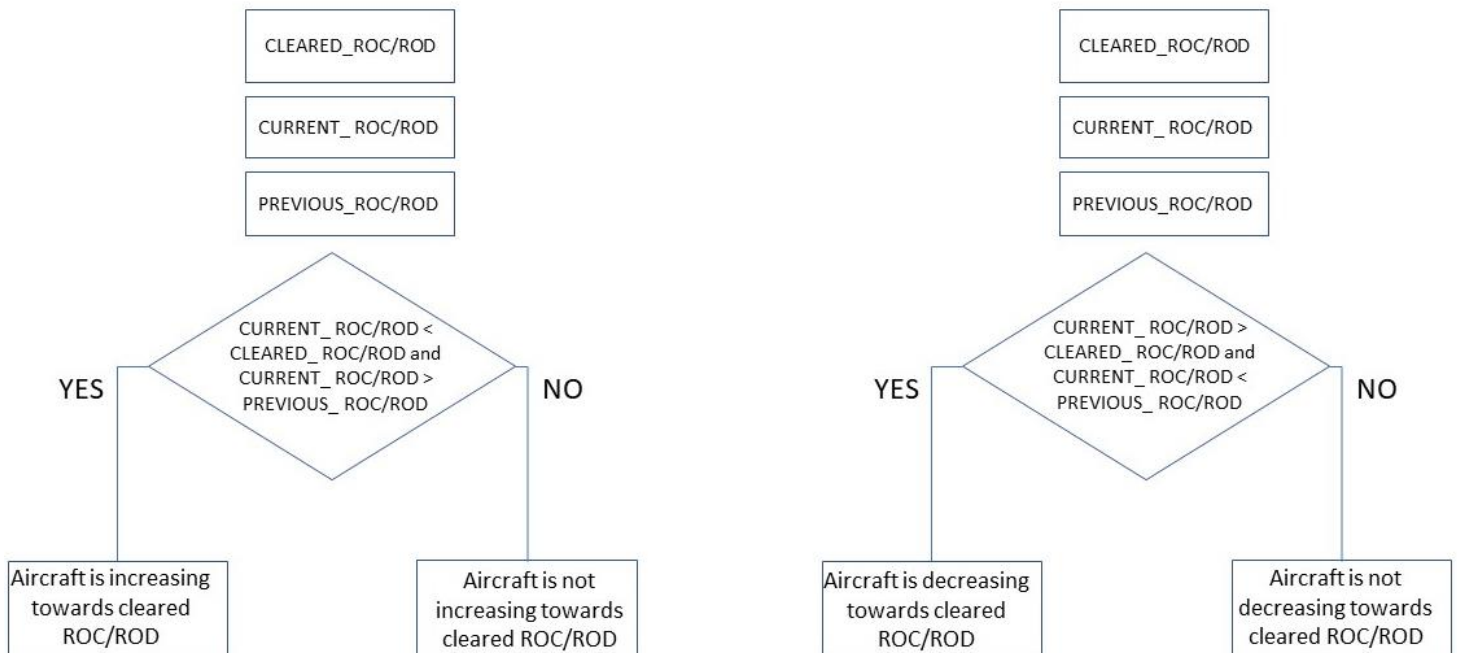 CLEARED_ROC/ROD
CURRENT_ ROC/ROD
PREVIOUS_ROC/ROD
CURRENT_ ROC/ROD <
CLEARED_ ROC/ROD and
CURRENT_ ROC/ROD >
PREVIOUS_ ROC/ROD
YES
NO
Aircraft is increasing
towards cleared
ROC/ROD
Aircraft is not
increasing towards
cleared ROC/ROD
CLEARED_ROC/ROD
CURRENT_ ROC/ROD
PREVIOUS_ROC/ROD
CURRENT_ ROC/ROD >
CLEARED_ ROC/ROD and
CURRENT_ ROC/ROD <
PREVIOUS_ ROC/ROD
YES
NO
Aircraft is decreasing
towards cleared
ROC/ROD
Aircraft is not
decreasing towards
cleared ROC/ROD